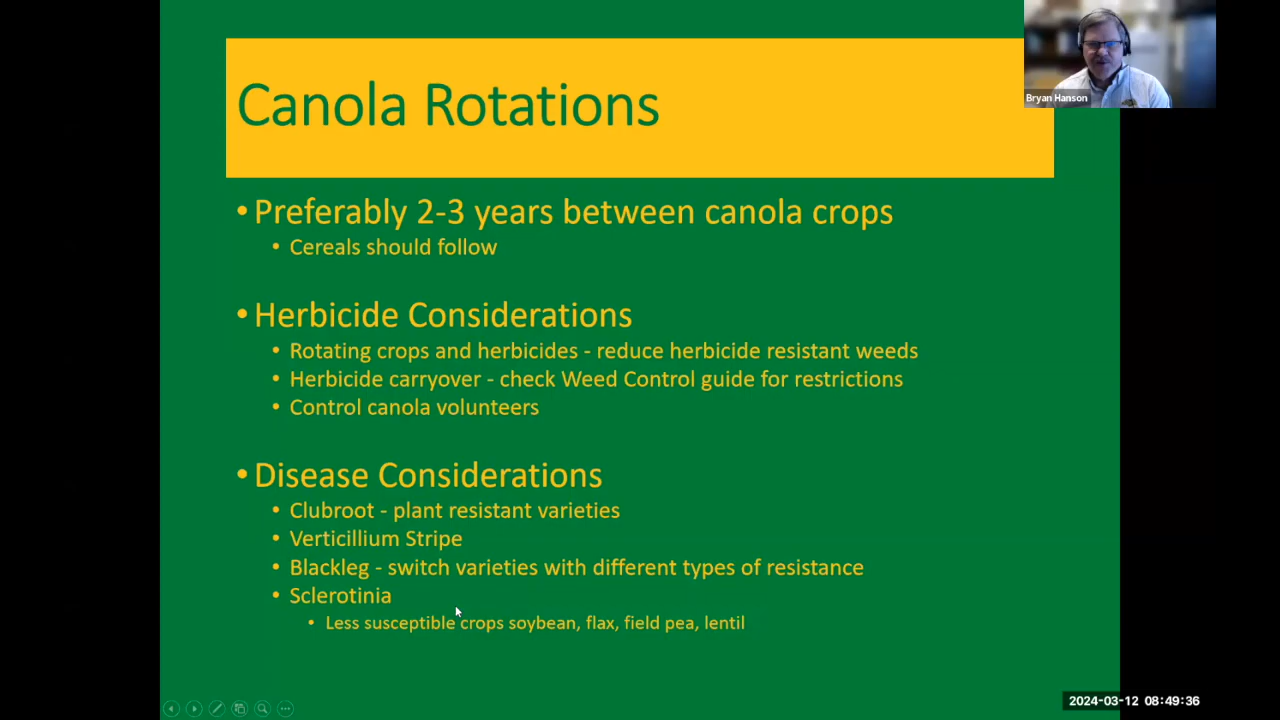 Canola Rotations
Bryan Hanson
• Preferably 2-3 years between canola crops
• Cereals should follow
• Herbicide Considerations
• Rotating crops and herbicides - reduce herbicide resistant weeds
• Herbicide carryover - check Weed Control guide for restrictions
• Control canola volunteers
• Disease Considerations
• Clubroot - plant resistant varieties
• Verticillium Stripe
• Blackleg - switch varieties with different types of resistance
• Sclerotinia
• Less susceptible crops soybean, flax, field pea, lentil
2024-03-12 08:49:36